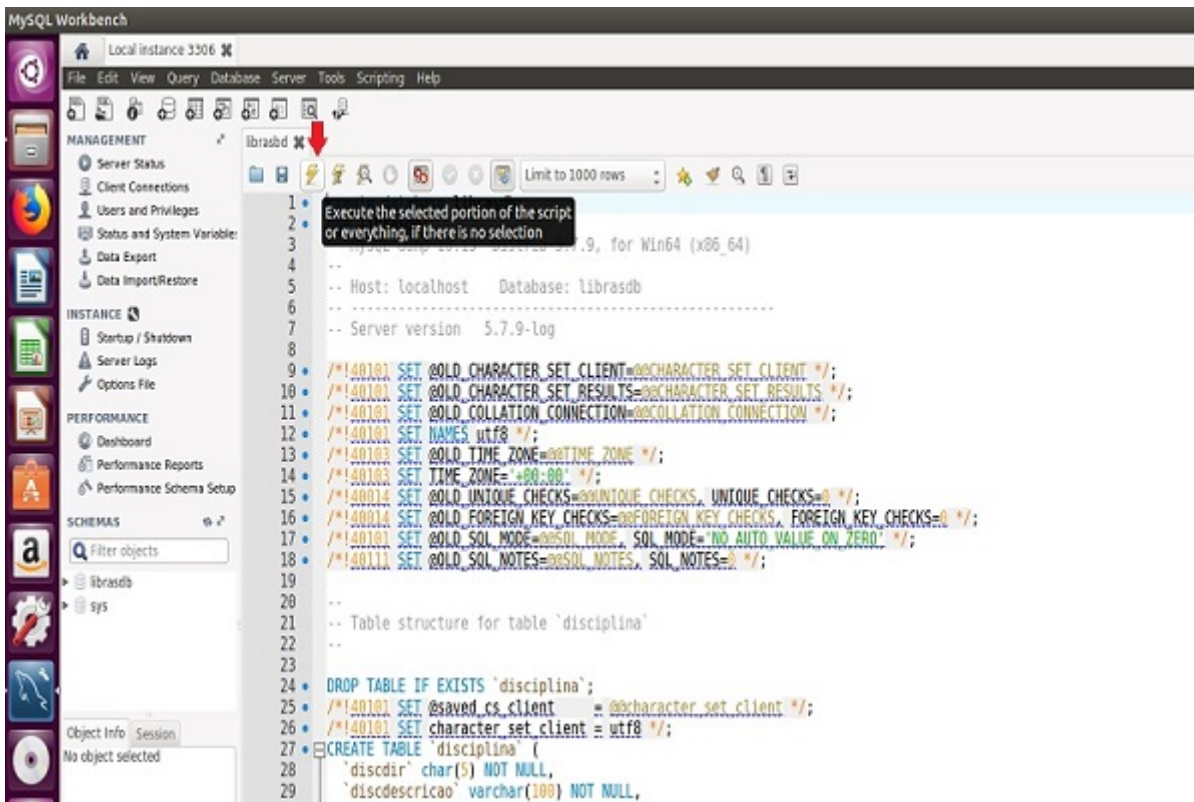 MySQL Workbench
Local instance 3306
File Edit View Query Database Server Tools Scripting Help
MANAGEMENT
Server Status
Client Connections
Users and Privileges
Status and System Variable:
Data Export
Data Import/Restore
INSTANCE
Startup / Shutdown
Server Logs
Options File
PERFORMANCE
Dashboard
Performance Reports
Performance Schema Setup
SCHEMAS
Filter objects
librasdb
sys
Object Info Session
No object selected
librasbd
Limit to 1000 rows
Execute the selected portion of the script
or everything, if there is no selection
1
2
3 .9, for Win64 (x86_64)
4 --
5 -- Host: localhost Database: librasdb
6 -- ------------------------------------------------------
7 -- Server version 5.7.9-log
8
9 /*!40101 SET @OLD_CHARACTER_SET_CLIENT=@@CHARACTER_SET_CLIENT */;
10 /*!40101 SET @OLD_CHARACTER_SET_RESULTS=@@CHARACTER_SET_RESULTS */;
11 /*!40101 SET @OLD_COLLATION_CONNECTION=@@COLLATION_CONNECTION */;
12 /*!40101 SET NAMES utf8 */;
13 /*!40103 SET @OLD_TIME_ZONE=@@TIME_ZONE */;
14 /*!40103 SET TIME_ZONE='+00:00' */;
15 /*!40014 SET @OLD_UNIQUE_CHECKS=@@UNIQUE_CHECKS, UNIQUE_CHECKS=0 */;
16 /*!40014 SET @OLD_FOREIGN_KEY_CHECKS=@@FOREIGN_KEY_CHECKS, FOREIGN_KEY_CHECKS=0 */;
17 /*!40101 SET @OLD_SQL_MODE=@@SQL_MODE, SQL_MODE='NO_AUTO_VALUE_ON_ZERO' */;
18 /*!40111 SET @OLD_SQL_NOTES=@@SQL_NOTES, SQL_NOTES=0 */;
19
20 --
21 -- Table structure for table `disciplina`
22 --
23
24 DROP TABLE IF EXISTS `disciplina`;
25 /*!40101 SET @saved_cs_client = @@character_set_client */;
26 /*!40101 SET character_set_client = utf8 */;
27 CREATE TABLE `disciplina` (
28 `discdir` char(5) NOT NULL,
29 `discdescricao` varchar(100) NOT NULL,